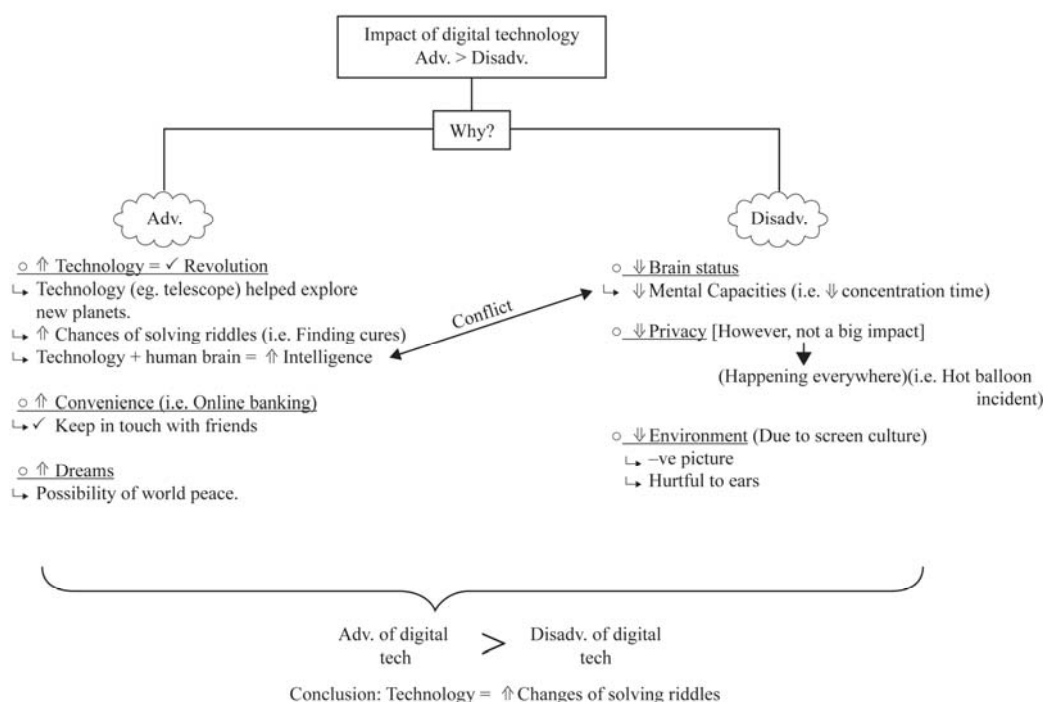 Impact of digital technology
Adv. > Disadv.
Why?
Adv.
○ ⇑ Technology = ✓ Revolution
↳ Technology (eg. telescope) helped explore
new planets.
↳ ⇑ Chances of solving riddles (i.e. Finding cures)
↳ Technology + human brain = ⇑ Intelligence
○ ⇑ Convenience (i.e. Online banking)
↳ ✓ Keep in touch with friends
○ ⇑ Dreams
↳ Possibility of world peace.
Conflict
Disadv.
○ ⇓ Brain status
↳ ⇓ Mental Capacities (i.e. ⇓ concentration time)
○ ⇓ Privacy [However, not a big impact]
(Happening everywhere)(i.e. Hot balloon
incident)
○ ⇓ Environment (Due to screen culture)
↳ –ve picture
↳ Hurtful to ears
Adv. of digital
tech
>
Disadv. of digital
tech
Conclusion: Technology = ⇑ Changes of solving riddles